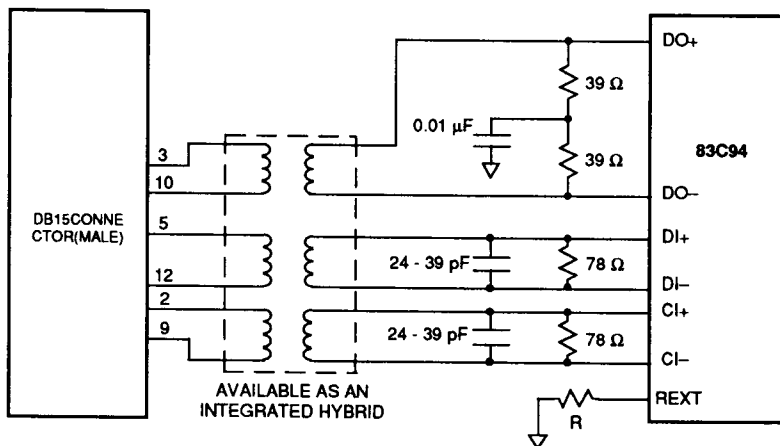 DO+
39 Ω
0.01 µF
83C94
3
39 Ω
10
DO–
DB15CONNE
CTOR(MALE)
5
DI+
24 - 39 pF
78 Ω
12
DI–
2
CI+
9
24 - 39 pF
78 Ω
CI–
AVAILABLE AS AN
INTEGRATED HYBRID
REXT
R